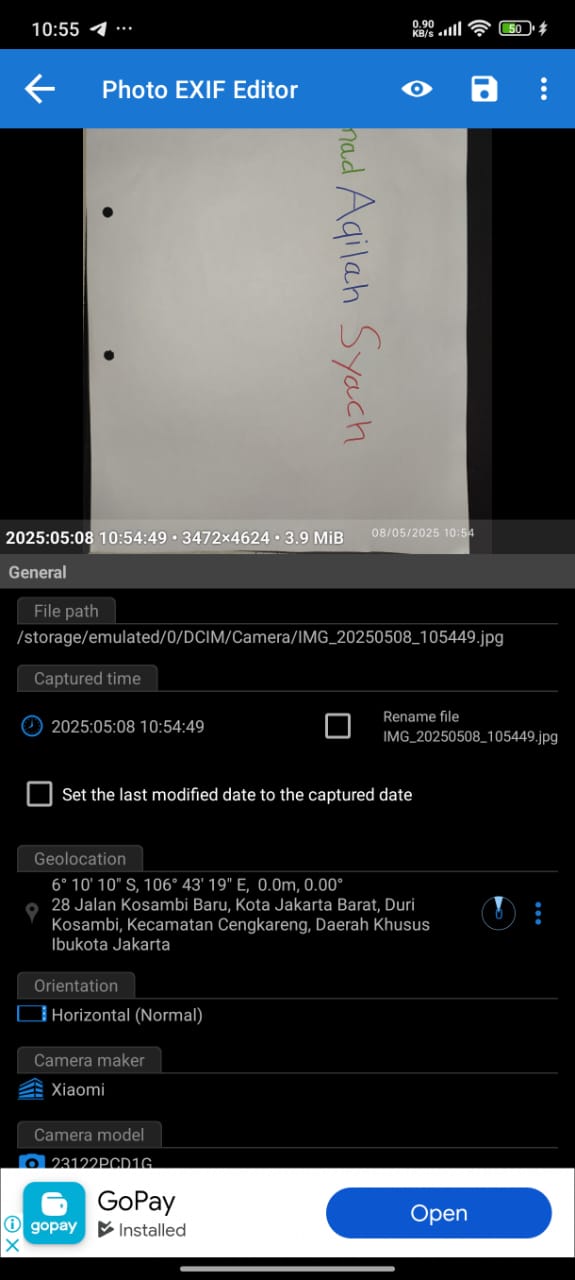 10:55
0.90 KB/s
50
Photo EXIF Editor
Aqilah Syach
2025:05:08 10:54:49 • 3472×4624 • 3.9 MiB
08/05/2025 10:54
General
File path
/storage/emulated/0/DCIM/Camera/IMG_20250508_105449.jpg
Captured time
2025:05:08 10:54:49
Rename file
IMG_20250508_105449.jpg
Set the last modified date to the captured date
Geolocation
6° 10' 10" S, 106° 43' 19" E, 0.0m, 0.00°
28 Jalan Kosambi Baru, Kota Jakarta Barat, Duri
Kosambi, Kecamatan Cengkareng, Daerah Khusus
Ibukota Jakarta
Orientation
Horizontal (Normal)
Camera maker
Xiaomi
Camera model
23122PCD1G
gopay
GoPay
Installed
Open